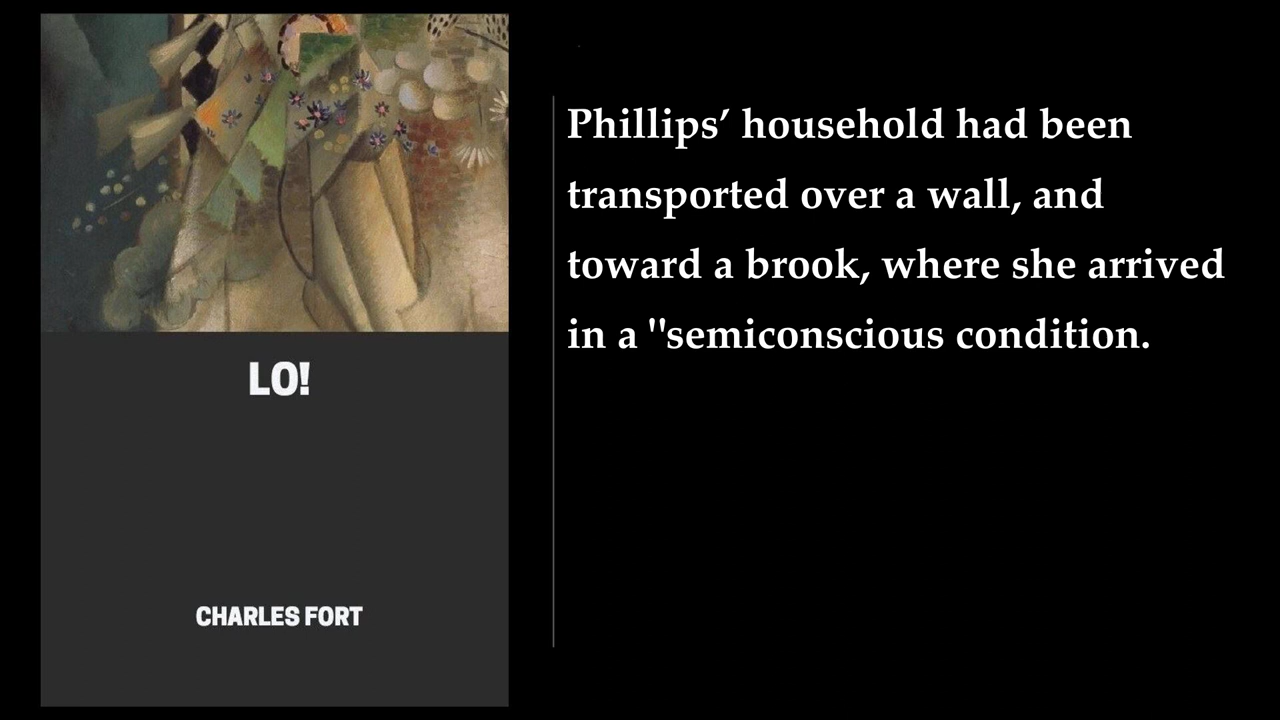 LO!
CHARLES FORT
Phillips’ household had been
transported over a wall, and
toward a brook, where she arrived
in a "semiconscious condition.